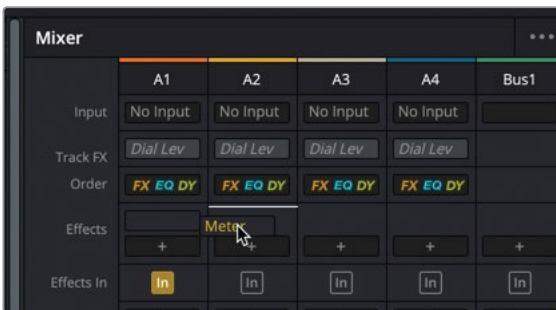 Mixer
A1 A2 A3 A4 Bus1
Input No Input No Input No Input No Input
Track FX Dial Lev Dial Lev Dial Lev Dial Lev
Order FX EQ DY FX EQ DY FX EQ DY FX EQ DY
Effects Meter
+ + + + +
Effects In In In In In In